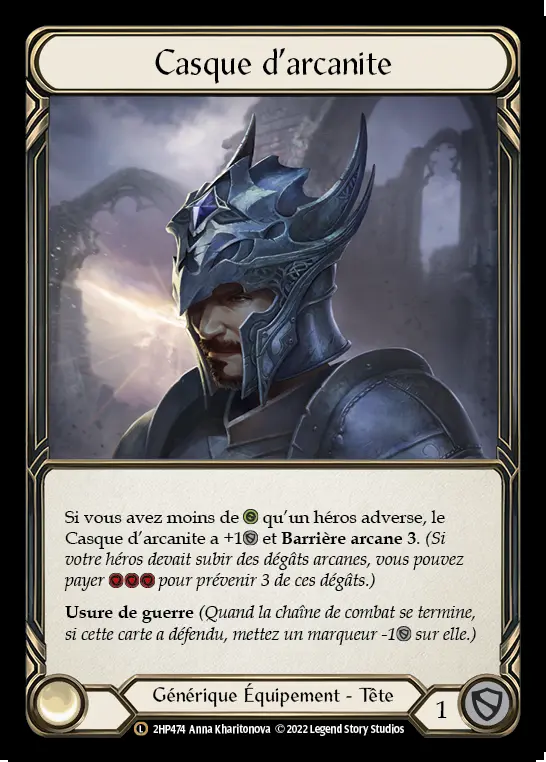 Casque d'arcanite
Si vous avez moins de qu'un héros adverse, le
Casque d'arcanite a +1 et Barrière arcane 3. (Si
votre héros devait subir des dégâts arcanes, vous pouvez
payer pour prévenir 3 de ces dégâts.)
Usure de guerre (Quand la chaîne de combat se termine,
si cette carte a défendu, mettez un marqueur -1 sur elle.)
Générique Équipement - Tête
1
L 2HP474 Anna Kharitonova © 2022 Legend Story Studios